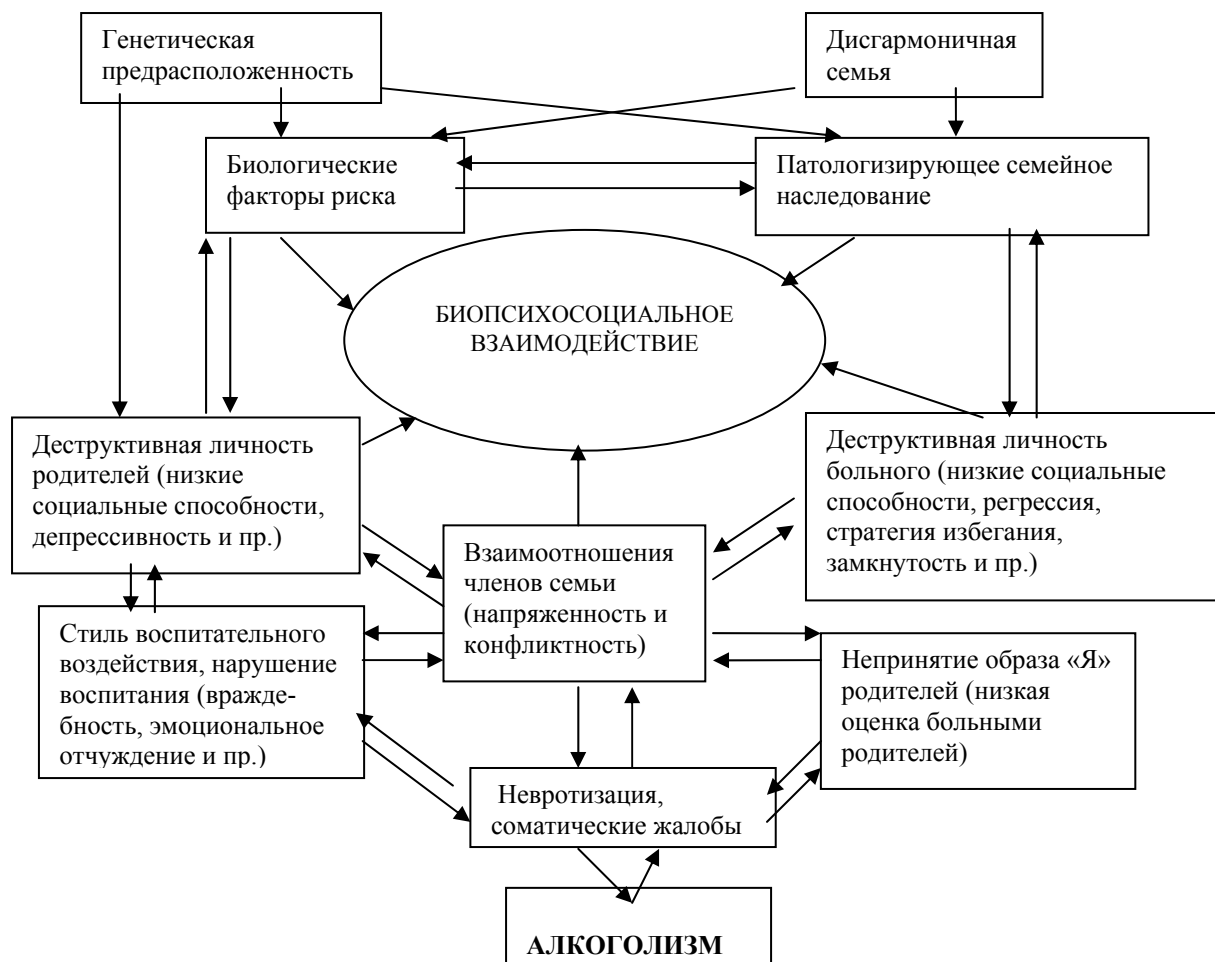 Генетическая
предрасположенность
Дисгармоничная
семья
Биологические
факторы риска
Патологизирующее семейное
наследование
БИОПСИХОСОЦИАЛЬНОЕ
ВЗАИМОДЕЙСТВИЕ
Деструктивная личность
родителей (низкие
социальные способности,
депрессивность и пр.)
Деструктивная личность
больного (низкие социальные
способности, регрессия,
стратегия избегания,
замкнутость и пр.)
Взаимоотношения
членов семьи
(напряженность и
конфликтность)
Стиль воспитательного
воздействия, нарушение
воспитания (вражде-
бность, эмоциональное
отчуждение и пр.)
Непринятие образа «Я»
родителей (низкая
оценка больными
родителей)
Невротизация,
соматические жалобы
АЛКОГОЛИЗМ